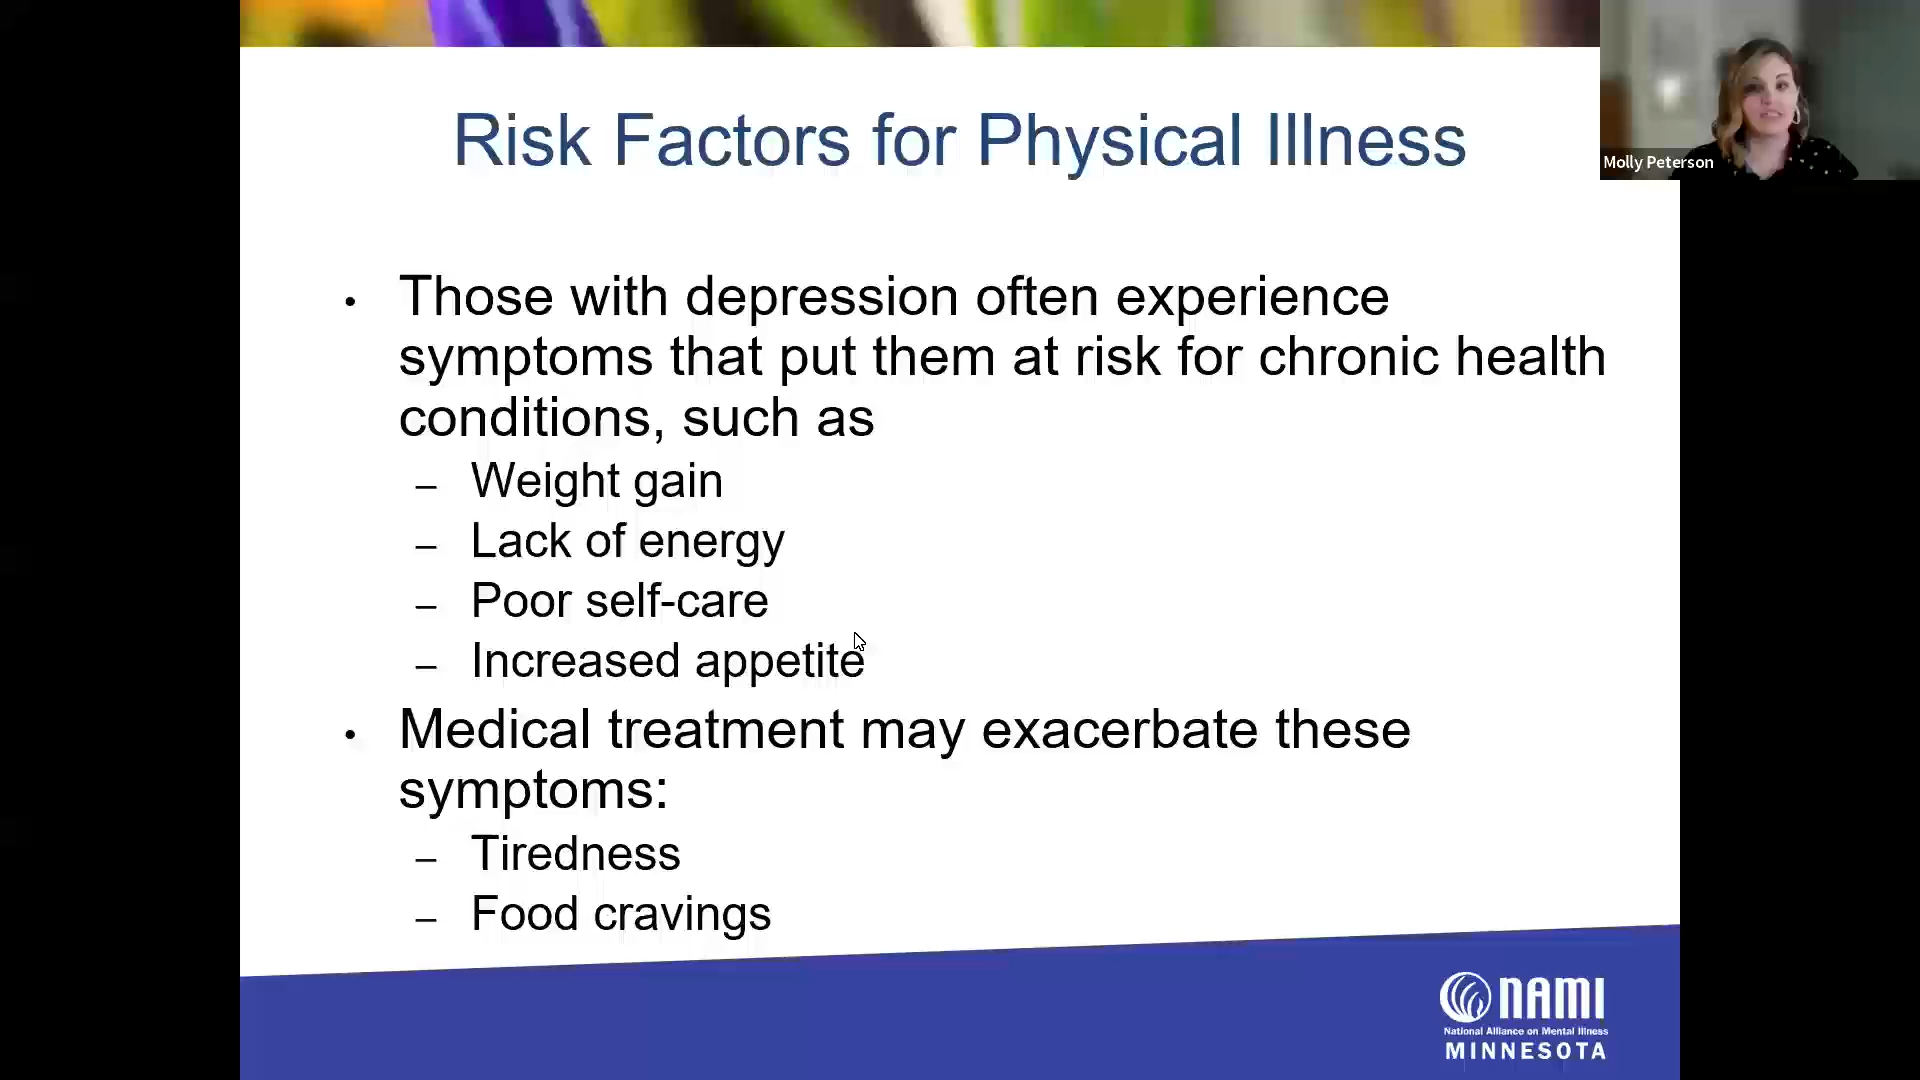 Risk Factors for Physical Illness
Molly Peterson
• Those with depression often experience
symptoms that put them at risk for chronic health
conditions, such as
– Weight gain
– Lack of energy
– Poor self-care
– Increased appetite
• Medical treatment may exacerbate these
symptoms:
– Tiredness
– Food cravings
NAMI
National Alliance on Mental Illness
MINNESOTA